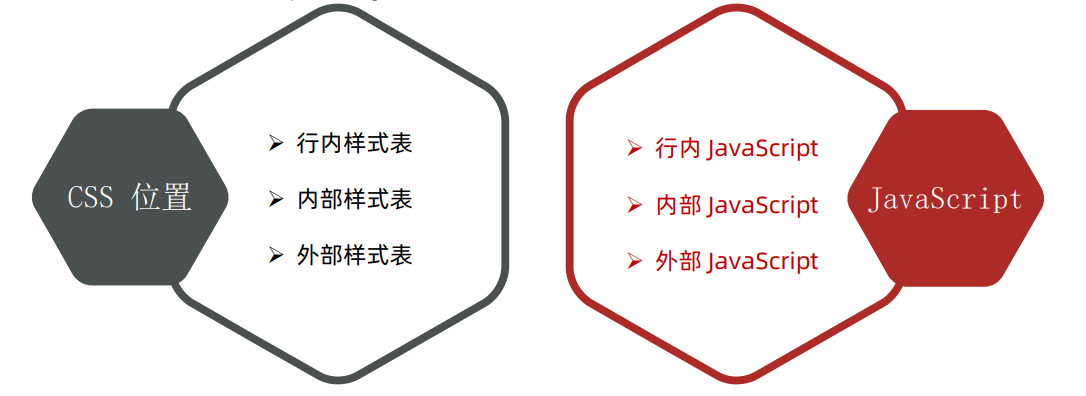 CSS 位置
➢ 行内样式表
➢ 内部样式表
➢ 外部样式表
➢ 行内 JavaScript
➢ 内部 JavaScript
➢ 外部 JavaScript
JavaScript